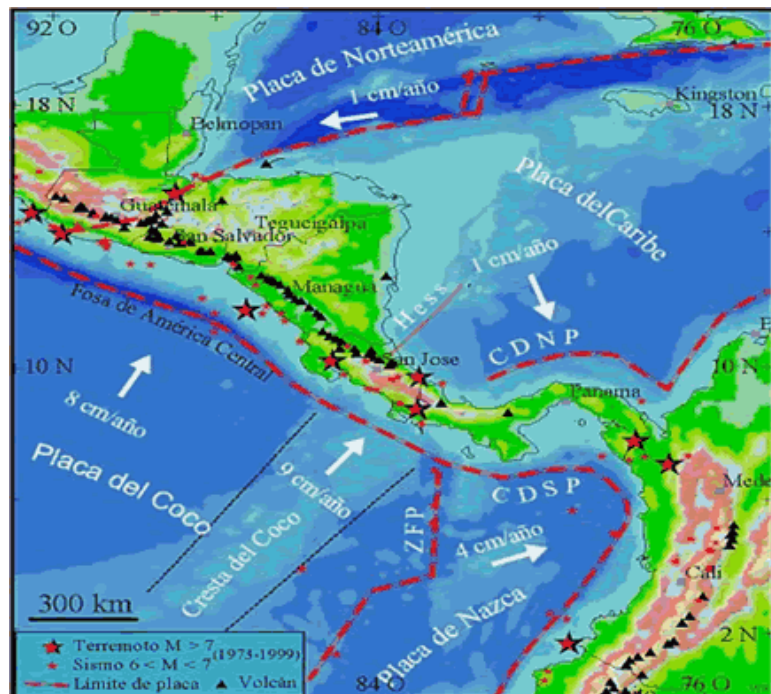 92 O
84 O
76 O
Placa de Norteamérica
1 cm/año
18 N
Kingston
18 N
Belmopan
Placa del Caribe
Guatemala
Tegucigalpa
San Salvador
1 cm/año
Managua
Hess
Fosa de América Central
CDNP
San Jose
10 N
10 N
Panama
8 cm/año
Placa del Coco
9 cm/año
CDSP
Mede
ZFP
4 cm/año
Cresta del Coco
Cali
300 km
Placa de Nazca
2 N
Terremoto M > 7
(1973-1999)
Sismo 6 < M < 7
Límite de placa
Volcán
84 O
76 O